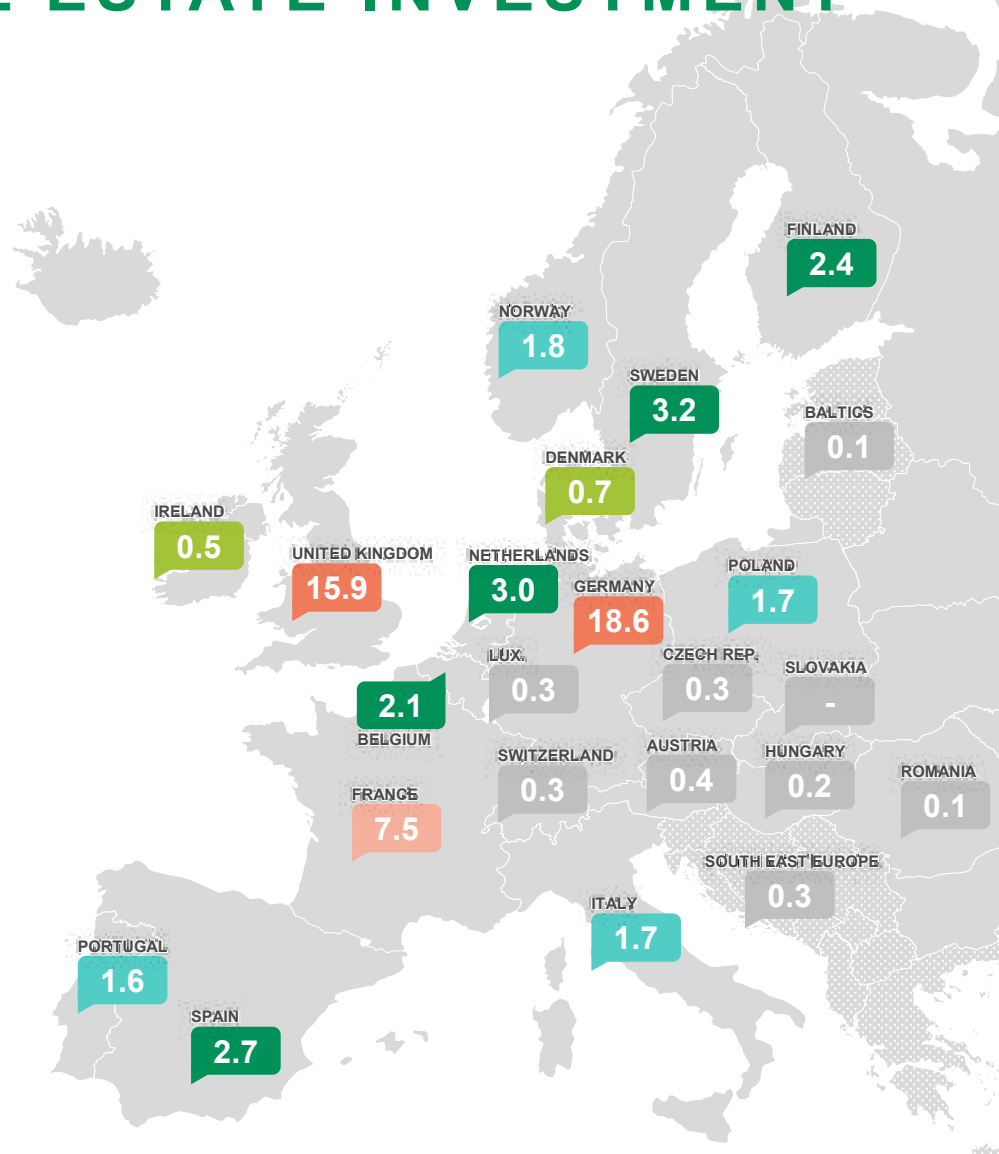 ESTATE INVESTMENT
FINLAND
2.4
NORWAY
1.8
SWEDEN
3.2
BALTICS
0.1
DENMARK
0.7
IRELAND
0.5
UNITED KINGDOM
15.9
NETHERLANDS
3.0
GERMANY
18.6
POLAND
1.7
LUX.
0.3
CZECH REP.
0.3
SLOVAKIA
-
2.1
BELGIUM
SWITZERLAND
0.3
AUSTRIA
0.4
HUNGARY
0.2
ROMANIA
0.1
FRANCE
7.5
SOUTH EAST EUROPE
0.3
ITALY
1.7
PORTUGAL
1.6
SPAIN
2.7